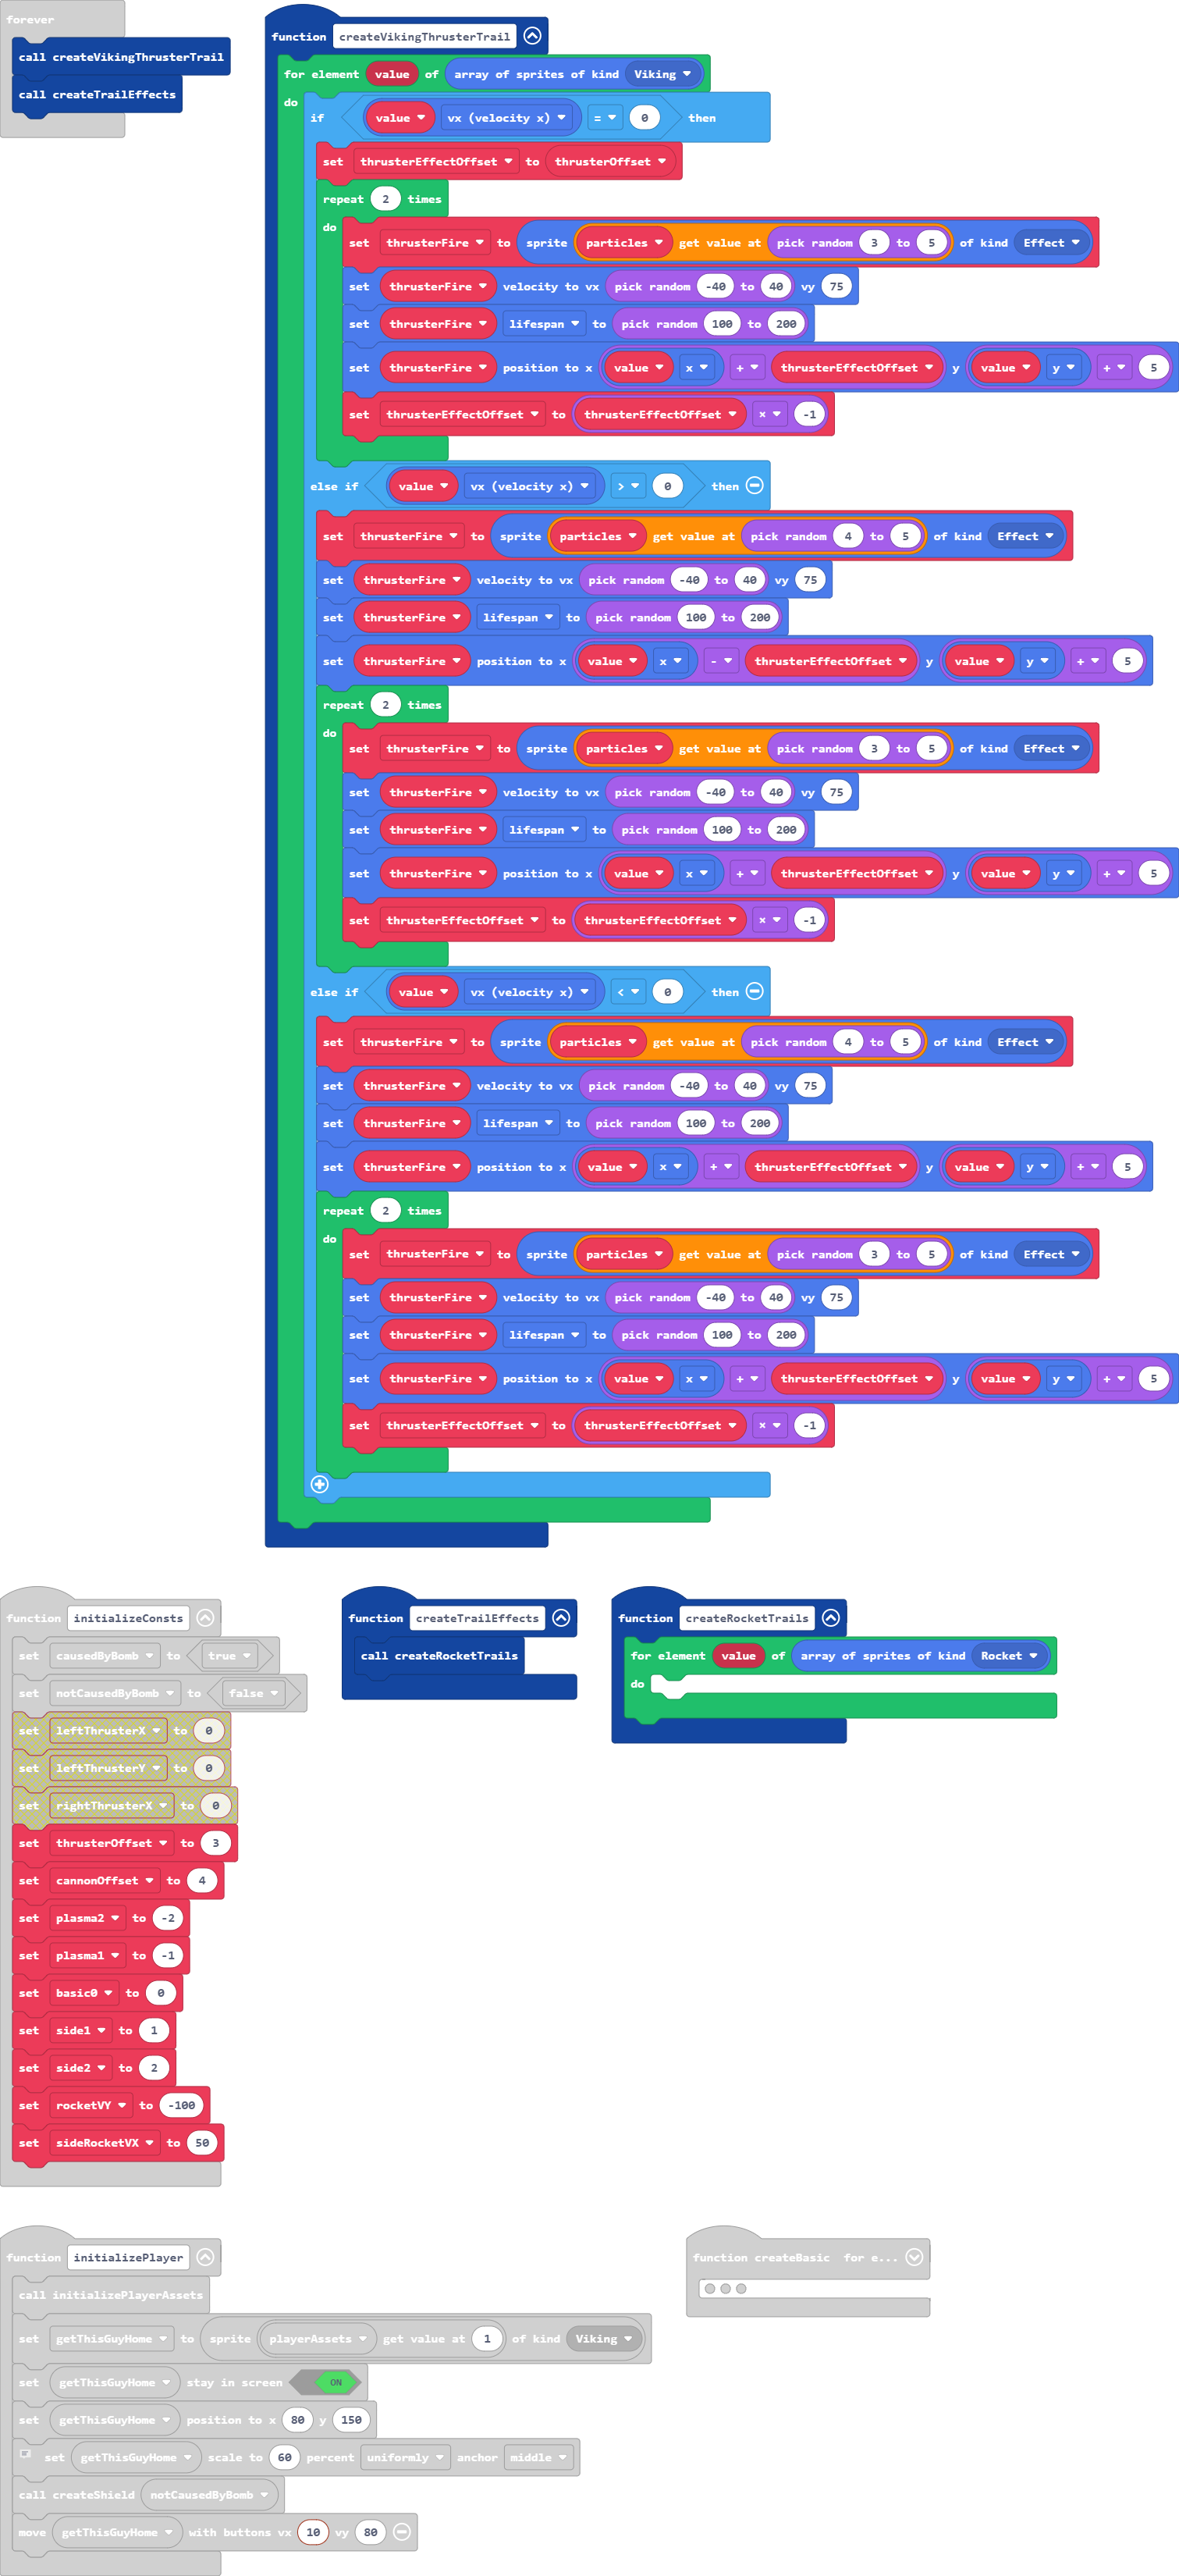 forever
call createVikingThrusterTrail
call createTrailEffects
function createVikingThrusterTrail
for element value of array of sprites of kind Viking
do
if value vx (velocity x) = 0 then
set thrusterEffectOffset to thrusterOffset
repeat 2 times
do
set thrusterFire to sprite particles get value at pick random 3 to 5 of kind Effect
set thrusterFire velocity to vx pick random -40 to 40 vy 75
set thrusterFire lifespan to pick random 100 to 200
set thrusterFire position to x value x + thrusterEffectOffset y value y + 5
set thrusterEffectOffset to thrusterEffectOffset × -1
else if value vx (velocity x) > 0 then
set thrusterFire to sprite particles get value at pick random 4 to 5 of kind Effect
set thrusterFire velocity to vx pick random -40 to 40 vy 75
set thrusterFire lifespan to pick random 100 to 200
set thrusterFire position to x value x - thrusterEffectOffset y value y + 5
repeat 2 times
do
set thrusterFire to sprite particles get value at pick random 3 to 5 of kind Effect
set thrusterFire velocity to vx pick random -40 to 40 vy 75
set thrusterFire lifespan to pick random 100 to 200
set thrusterFire position to x value x + thrusterEffectOffset y value y + 5
set thrusterEffectOffset to thrusterEffectOffset × -1
else if value vx (velocity x) < 0 then
set thrusterFire to sprite particles get value at pick random 4 to 5 of kind Effect
set thrusterFire velocity to vx pick random -40 to 40 vy 75
set thrusterFire lifespan to pick random 100 to 200
set thrusterFire position to x value x + thrusterEffectOffset y value y + 5
repeat 2 times
do
set thrusterFire to sprite particles get value at pick random 3 to 5 of kind Effect
set thrusterFire velocity to vx pick random -40 to 40 vy 75
set thrusterFire lifespan to pick random 100 to 200
set thrusterFire position to x value x + thrusterEffectOffset y value y + 5
set thrusterEffectOffset to thrusterEffectOffset × -1
function initializeConsts
set causedByBomb to true
set notCausedByBomb to false
set leftThrusterX to 0
set leftThrusterY to 0
set rightThrusterX to 0
set thrusterOffset to 3
set cannonOffset to 4
set plasma2 to -2
set plasma1 to -1
set basic0 to 0
set side1 to 1
set side2 to 2
set rocketVY to -100
set sideRocketVX to 50
function createTrailEffects
call createRocketTrails
function createRocketTrails
for element value of array of sprites of kind Rocket
do
function initializePlayer
call initializePlayerAssets
set getThisGuyHome to sprite playerAssets get value at 1 of kind Viking
set getThisGuyHome stay in screen ON
set getThisGuyHome position to x 80 y 150
set getThisGuyHome scale to 60 percent uniformly anchor middle
call createShield notCausedByBomb
move getThisGuyHome with buttons vx 10 vy 80
function createBasic for e...